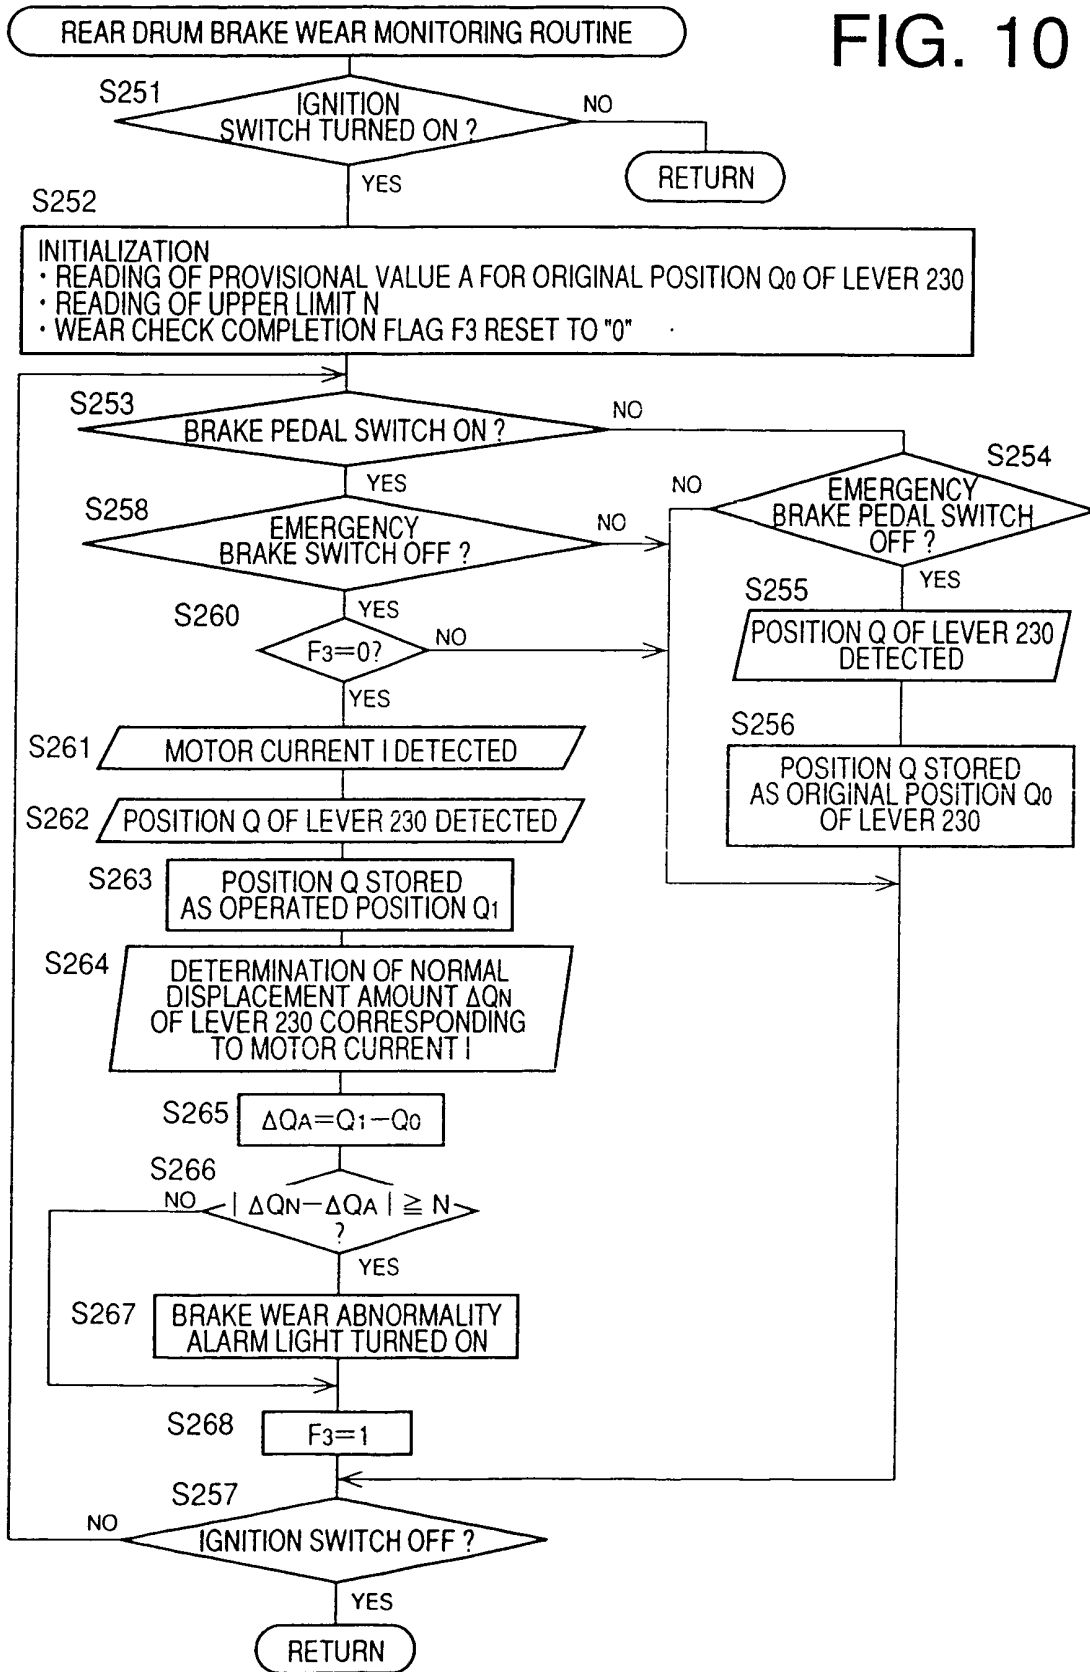 REAR DRUM BRAKE WEAR MONITORING ROUTINE
FIG. 10
S251
IGNITION
SWITCH TURNED ON ?
NO
RETURN
YES
S252
INITIALIZATION
· READING OF PROVISIONAL VALUE A FOR ORIGINAL POSITION Q0 OF LEVER 230
· READING OF UPPER LIMIT N
· WEAR CHECK COMPLETION FLAG F3 RESET TO "0"
S253
BRAKE PEDAL SWITCH ON ?
NO
YES
S254
EMERGENCY
BRAKE PEDAL SWITCH
OFF ?
NO
YES
S258
EMERGENCY
BRAKE SWITCH OFF ?
NO
YES
S255
POSITION Q OF LEVER 230
DETECTED
S260
F3=0?
NO
YES
S256
POSITION Q STORED
AS ORIGINAL POSITION Q0
OF LEVER 230
S261
MOTOR CURRENT I DETECTED
S262
POSITION Q OF LEVER 230 DETECTED
S263
POSITION Q STORED
AS OPERATED POSITION Q1
S264
DETERMINATION OF NORMAL
DISPLACEMENT AMOUNT ΔQN
OF LEVER 230 CORRESPONDING
TO MOTOR CURRENT I
S265
ΔQA=Q1−Q0
S266
NO
| ΔQN−ΔQA | ≧ N
?
YES
S267
BRAKE WEAR ABNORMALITY
ALARM LIGHT TURNED ON
S268
F3=1
S257
NO
IGNITION SWITCH OFF ?
YES
RETURN